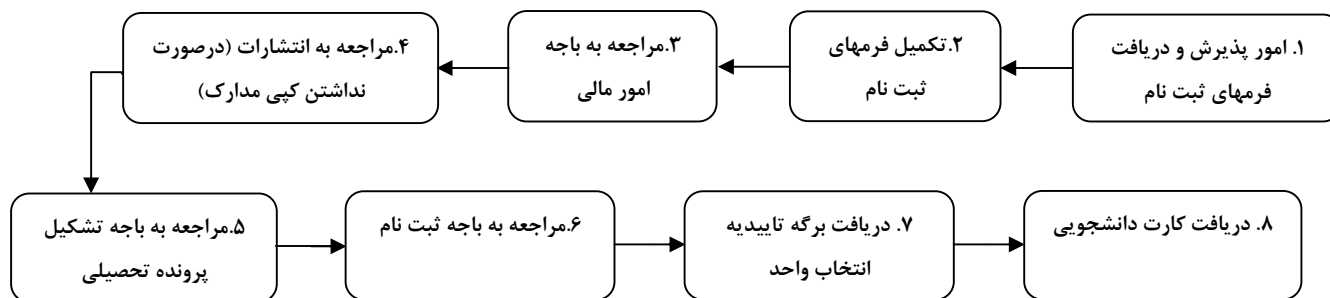 ۱. امور پذیرش و دریافت
فرمهای ثبت نام
۲.تکمیل فرمهای
ثبت نام
۳.مراجعه به باجه
امور مالی
۴.مراجعه به انتشارات (درصورت
نداشتن کپی مدارک)
۵.مراجعه به باجه تشکیل
پرونده تحصیلی
۶.مراجعه به باجه ثبت نام
۷. دریافت برگه تاییدیه
انتخاب واحد
۸. دریافت کارت دانشجویی